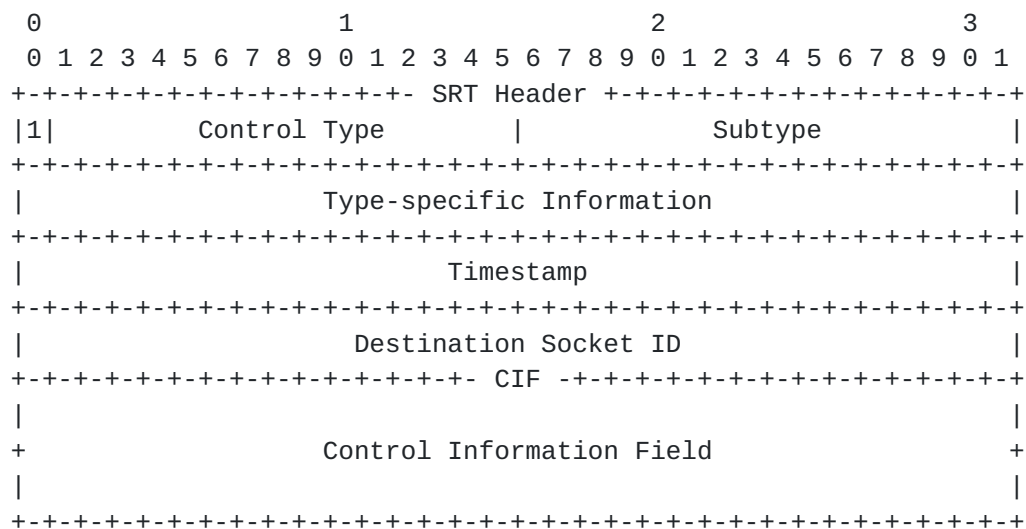 0                   1                   2                   3
 0 1 2 3 4 5 6 7 8 9 0 1 2 3 4 5 6 7 8 9 0 1 2 3 4 5 6 7 8 9 0 1
+-+-+-+-+-+-+-+-+-+-+-+-+- SRT Header +-+-+-+-+-+-+-+-+-+-+-+-+-+
|1|         Control Type        |            Subtype            |
+-+-+-+-+-+-+-+-+-+-+-+-+-+-+-+-+-+-+-+-+-+-+-+-+-+-+-+-+-+-+-+-+
|                   Type-specific Information                   |
+-+-+-+-+-+-+-+-+-+-+-+-+-+-+-+-+-+-+-+-+-+-+-+-+-+-+-+-+-+-+-+-+
|                           Timestamp                           |
+-+-+-+-+-+-+-+-+-+-+-+-+-+-+-+-+-+-+-+-+-+-+-+-+-+-+-+-+-+-+-+-+
|                     Destination Socket ID                     |
+-+-+-+-+-+-+-+-+-+-+-+-+-+-+- CIF -+-+-+-+-+-+-+-+-+-+-+-+-+-+-+
|                                                               |
+                   Control Information Field                   +
|                                                               |
+-+-+-+-+-+-+-+-+-+-+-+-+-+-+-+-+-+-+-+-+-+-+-+-+-+-+-+-+-+-+-+-+